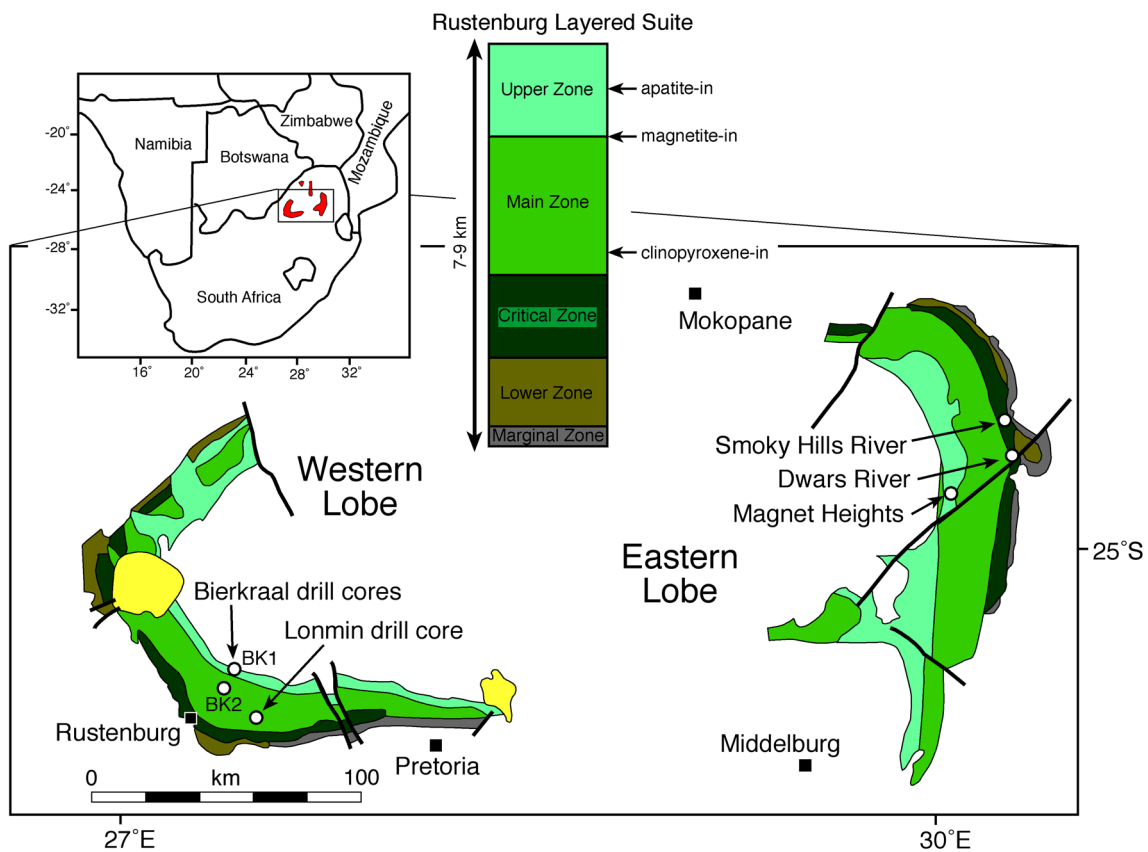 Rustenburg Layered Suite
Upper Zone
apatite-in
magnetite-in
Main Zone
clinopyroxene-in
Critical Zone
Lower Zone
Marginal Zone
7-9 km
Zimbabwe
Namibia
Botswana
Mozambique
South Africa
-20˚
-24˚
-28˚
-32˚
16˚
20˚
24˚
28˚
32˚
Mokopane
Smoky Hills River
Dwars River
Magnet Heights
Western
Lobe
Eastern
Lobe
25˚S
Bierkraal drill cores
Lonmin drill core
BK1
BK2
Rustenburg
Pretoria
Middelburg
0
km
100
27˚E
30˚E